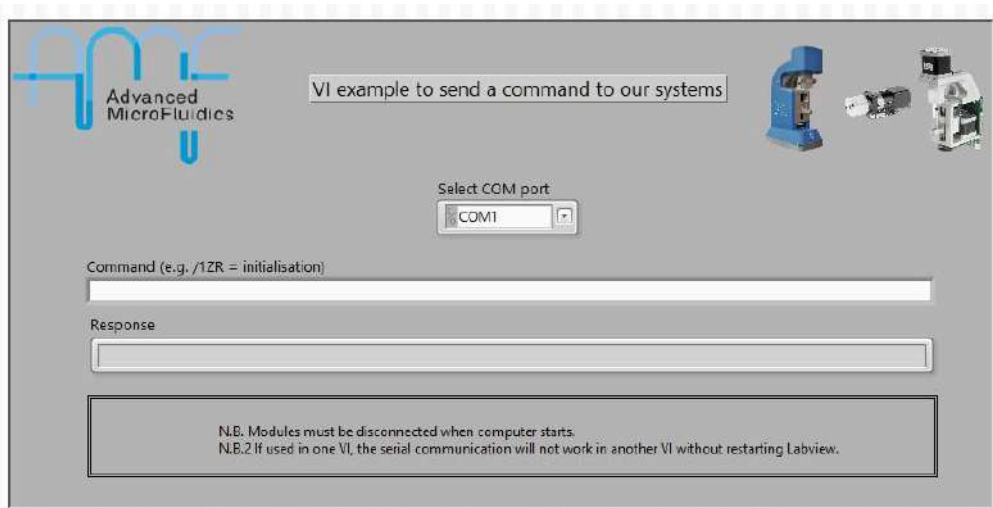 Advanced
MicroFluidics
VI example to send a command to our systems
Select COM port
COM1
Command (e.g. /1ZR = initialisation)
Response
N.B. Modules must be disconnected when computer starts.
N.B.2 If used in one VI, the serial communication will not work in another VI without restarting Labview.